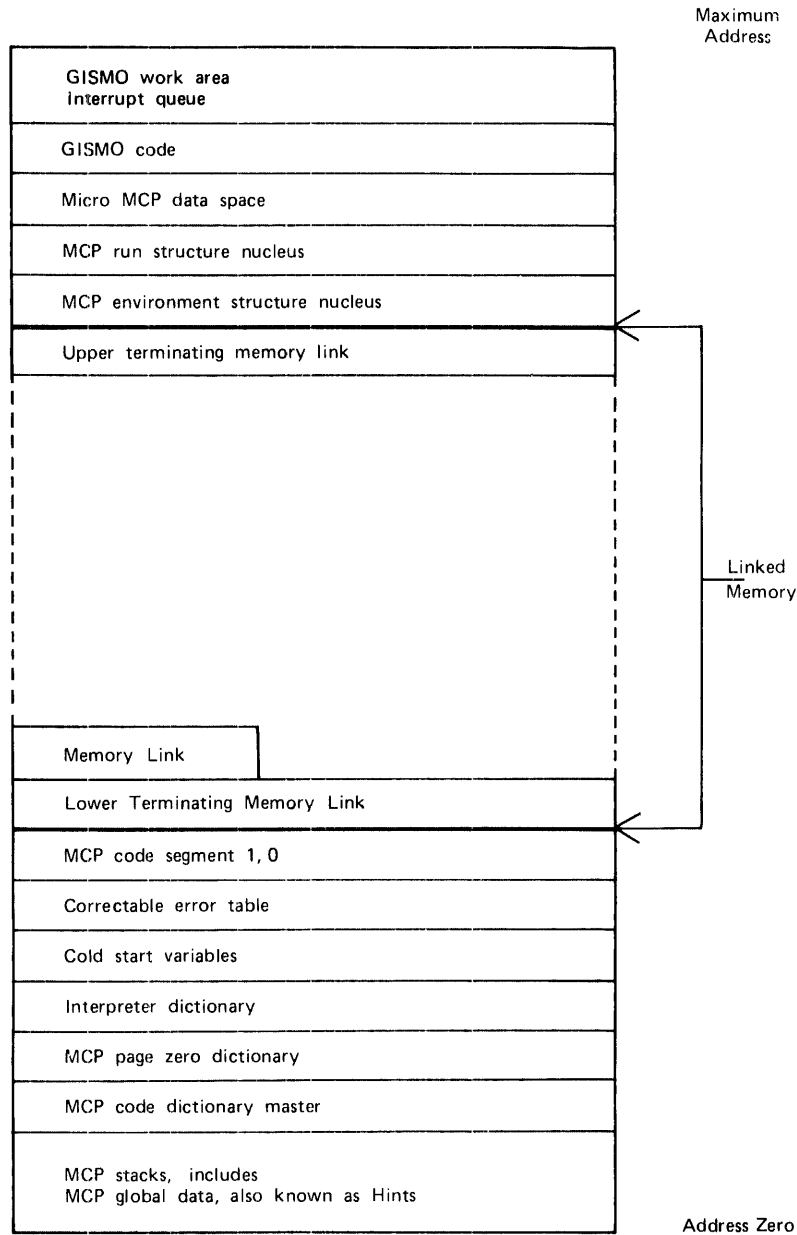 Maximum
Address
GISMO work area
Interrupt queue
GISMO code
Micro MCP data space
MCP run structure nucleus
MCP environment structure nucleus
Upper terminating memory link
Linked
Memory
Memory Link
Lower Terminating Memory Link
MCP code segment 1, 0
Correctable error table
Cold start variables
Interpreter dictionary
MCP page zero dictionary
MCP code dictionary master
MCP stacks, includes
MCP global data, also known as Hints
Address Zero